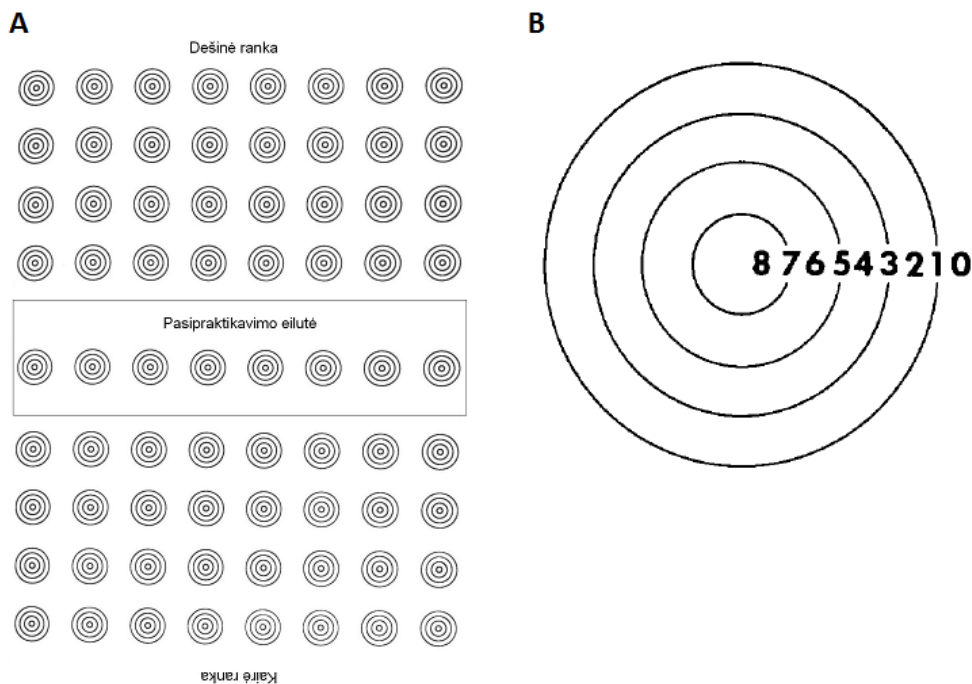 A
Dešinė ranka
Pasipraktikavimo eilutė
Kairė ranka
B
8 7 6 5 4 3 2 1 0